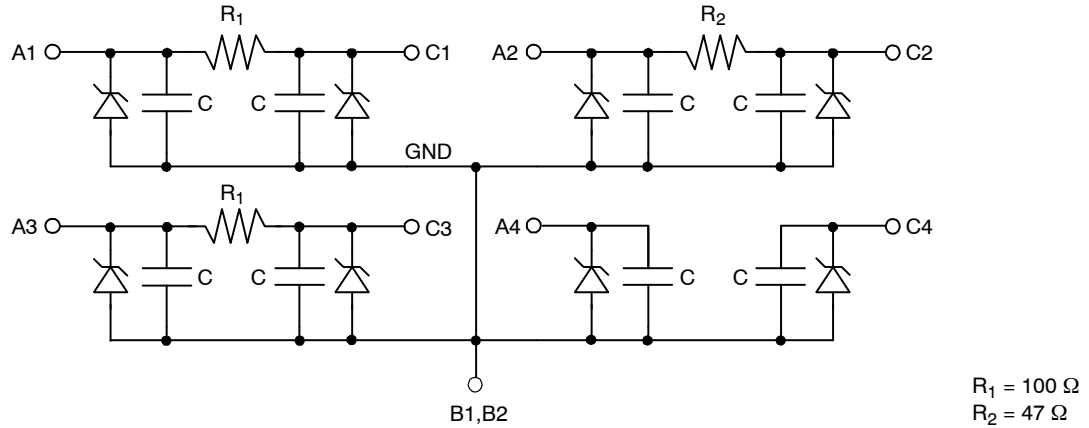 R1 R2
A1 C1 A2 C2
C C C C
GND
R1
A3 C3 A4 C4
C C C C
B1,B2
R1 = 100 Ω
R2 = 47 Ω